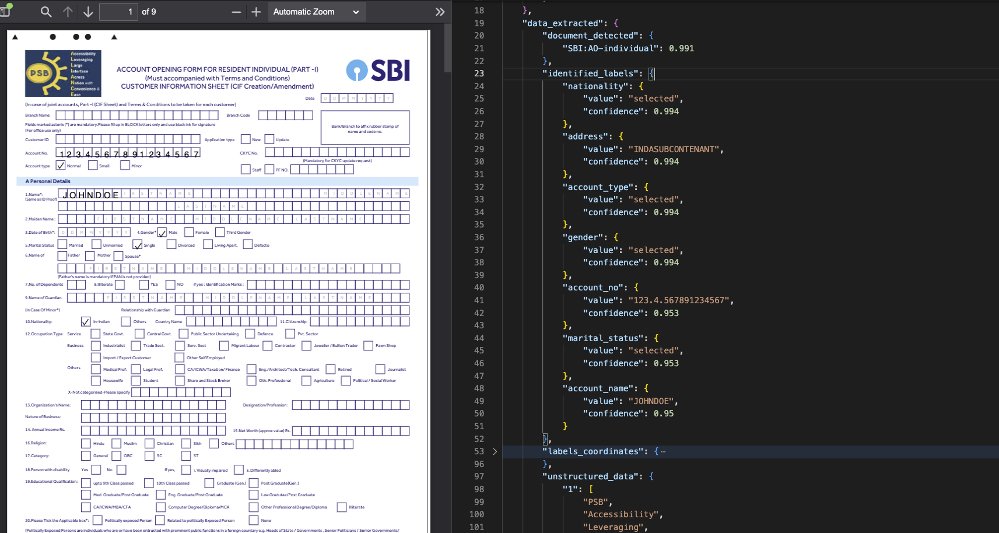 1 of 9 Automatic Zoom
Accessibility
Leveraging
Large
Interface
Across
Nation with
Convenience &
Ease
PSB
ACCOUNT OPENING FORM FOR RESIDENT INDIVIDUAL (PART -I)
(Must accompanied with Terms and Conditions)
CUSTOMER INFORMATION SHEET (CIF Creation/Amendment)
SBI
Date D D M M Y Y Y Y
(In case of joint accounts, Part -I (CIF Sheet) and Terms & Conditions to be taken for each customer)
Branch Name Branch Code
Fields marked asterix (*) are mandatory.Please fill up in BLOCK letters only and use black ink for signature
(For office use only)
Bank/Branch to affix rubber stamp of
name and code no.
Customer ID Application type New Update
Account No. 1 2 3. 4. 5. 6. 7. 8 9 1 2 3 4 5 6 7 CKYC No.
(Mandatory for CKYC update request)
Account type Normal Small Minor Staff PF NO.
A Personal Details
1.Name*: J O H N D O E I R S T N A M E M I D D L E N A M E
(Same as ID Proof)
L A S T N A M E
2.Maiden Name : F I R S T N A M E M I D D L E N A M E L A S T N A M E
3.Date of Birth*: D D M M Y Y Y Y 4.Gender* Male Female Third Gender
5.Marital Status Married Unmarried Single Divorced Living Apart. Defacto
6.Name of Father Mother Spouse*
F I R S T N A M E M I D D L E N A M E L A S T N A M E
(Father's name is mandatory if PAN is not provided)
7.No. of Dependents 8.Illiterate YES NO If yes : Identification Marks :
9.Name of Guardian F I R S T N A M E M I D D L E N A M E L A S T N A M E
(In Case Of Minor*) Relationship with Guardian
10.Nationality: In-Indian Others Country Name 11.Citizenship:
12.Occupation Type Service State Govt. Central Govt. Public Sector Undertaking Defence Pvt. Sector
Business Industrialist Trade Sect. Serv. Sect Migrant Labour Contractor Jeweller / Bullion Trader Pawn Shop
Import / Export Customer Other Self Employed
Others Medical Prof. Legal Prof. CA/ICWA/Taxation/ Finance Eng./Architect/Tech. Consultant Retired Journalist
Housewife Student Share and Stock Broker Oth. Professional Agriculture Political / Social Worker
X-Not categorised-Please specify
13.Organization's Name: Designation/Profession:
Nature of Business:
14. Annual Income Rs. 15.Net Worth (approx value) Rs.
16.Religion: Hindu Muslim Christian Sikh Others
17.Category: General OBC SC ST
18.Person with disability Yes No If yes, i. Visually impaired ii. Differently abled
19.Educational Qualification: upto 9th Class passed 10th Class passed Graduate (Gen.) Post Graduate(Gen.)
Med. Graduate/Post Graduate Eng. Graduate/Post Graduate Law Gradutae/Post Graduate
CA/ICWA/MBA/CFA Computer Degree/Diploma/MCA Other Professional Degree/Diploma Illiterate
20.Please Tick the Applicable box*: Politically exposed Person Related to politically Exposed Person None
(Politically Exposed Persons are individuals who are or have been entrusted with prominent public functions in a foreign country e.g. Heads of State / Governments , Senior Politicians / Senior Governments/
18 },
19 "data_extracted": {
20 "document_detected": {
21 "SBI:AO-individual": 0.991
22 },
23 "identified_labels": {
24 "nationality": {
25 "value": "selected",
26 "confidence": 0.994
27 },
28 "address": {
29 "value": "INDASUBCONTENANT",
30 "confidence": 0.994
31 },
32 "account_type": {
33 "value": "selected",
34 "confidence": 0.994
35 },
36 "gender": {
37 "value": "selected",
38 "confidence": 0.994
39 },
40 "account_no": {
41 "value": "123.4.567891234567",
42 "confidence": 0.953
43 },
44 "marital_status": {
45 "value": "selected",
46 "confidence": 0.953
47 },
48 "account_name": {
49 "value": "JOHNDOE",
50 "confidence": 0.95
51 }
52 },
53 "labels_coordinates": { ⋯
96 },
97 "unstructured_data": {
98 "1": [
99 "PSB",
100 "Accessibility",
101 "Leveraging",